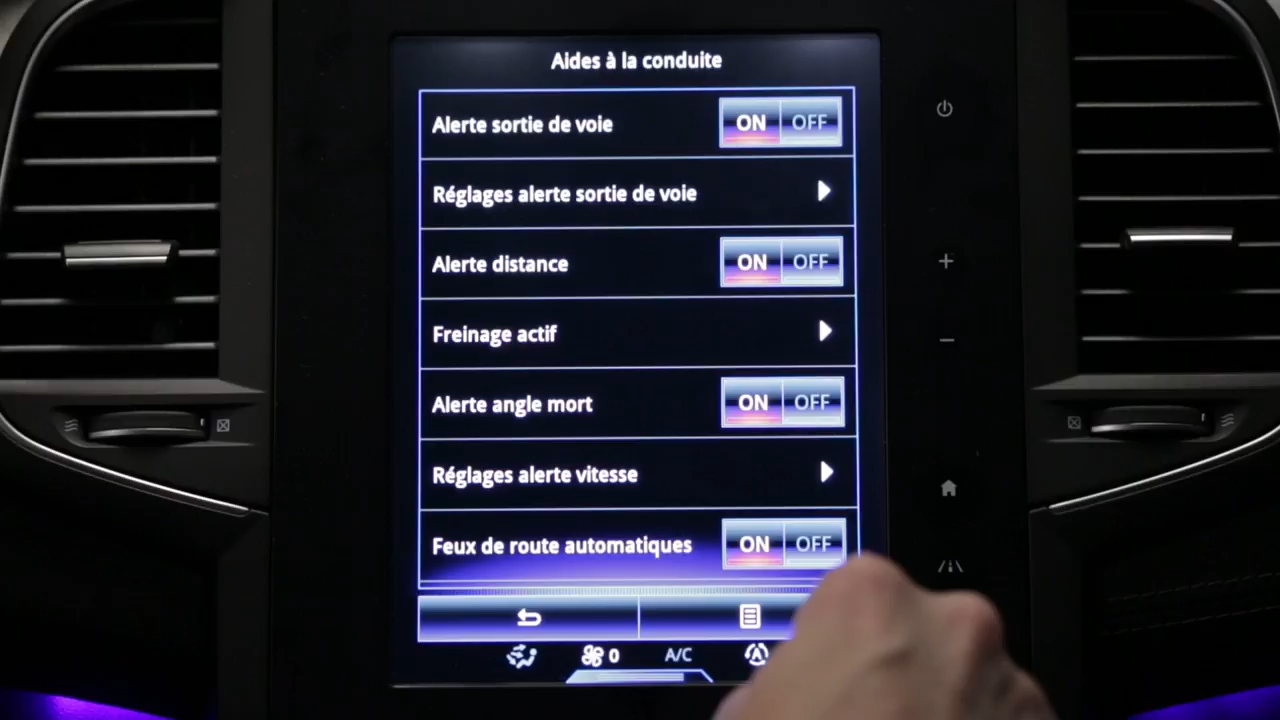 Aides à la conduite
Alerte sortie de voie ON OFF
Réglages alerte sortie de voie
Alerte distance ON OFF
Freinage actif
Alerte angle mort ON OFF
Réglages alerte vitesse
Feux de route automatiques ON OFF
0 A/C